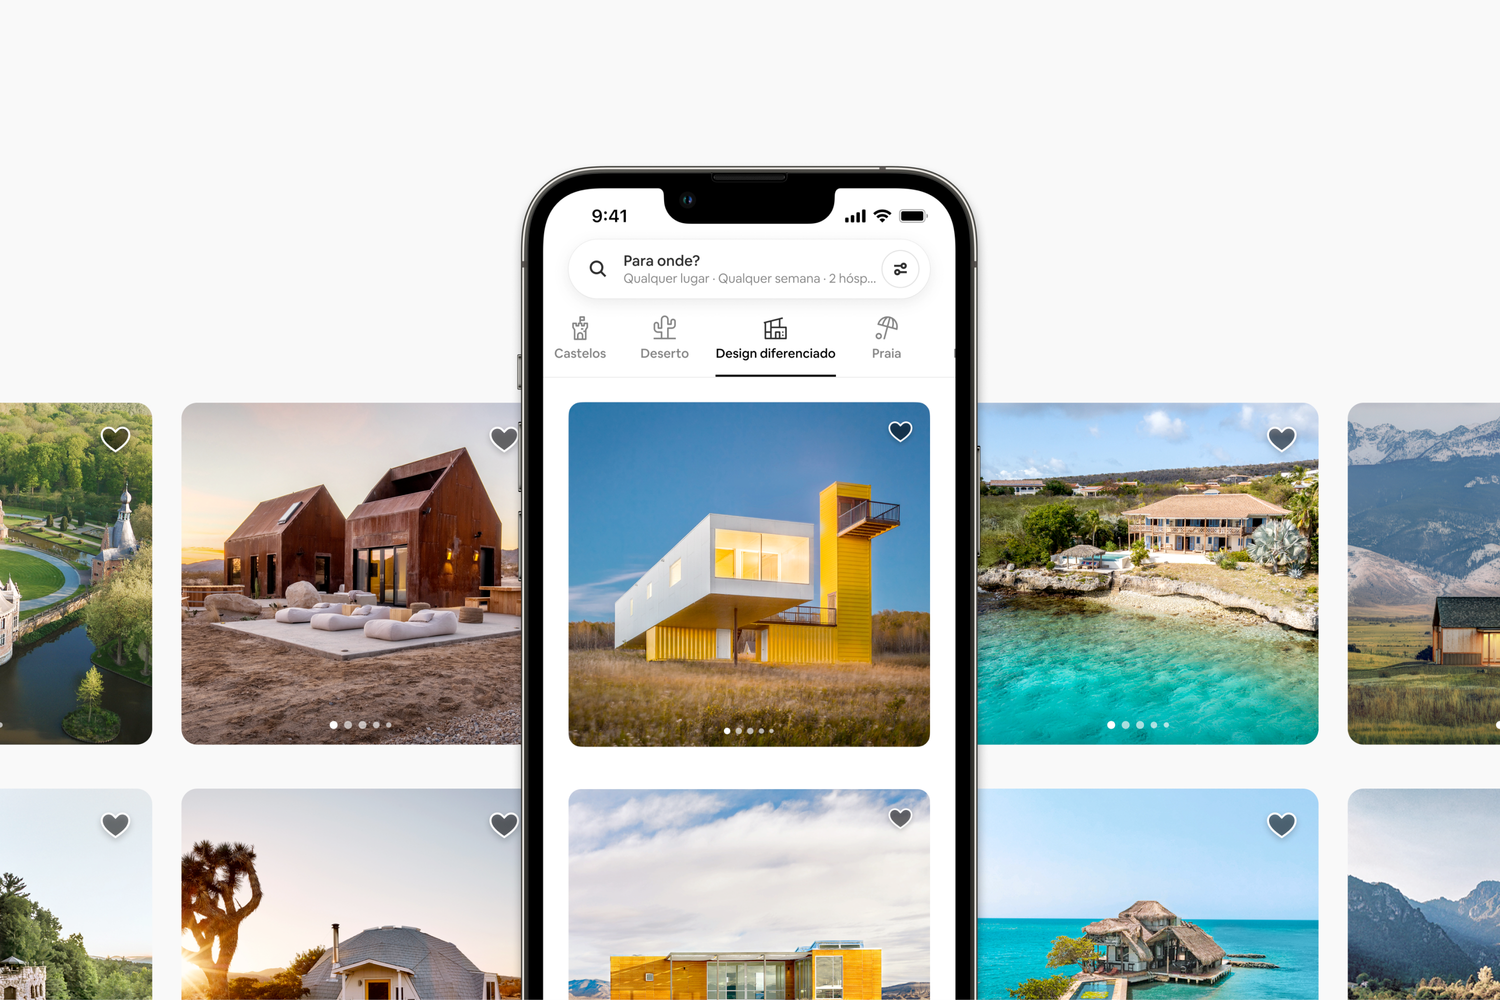 9:41
Para onde?
Qualquer lugar · Qualquer semana · 2 hósp...
Castelos
Deserto
Design diferenciado
Praia